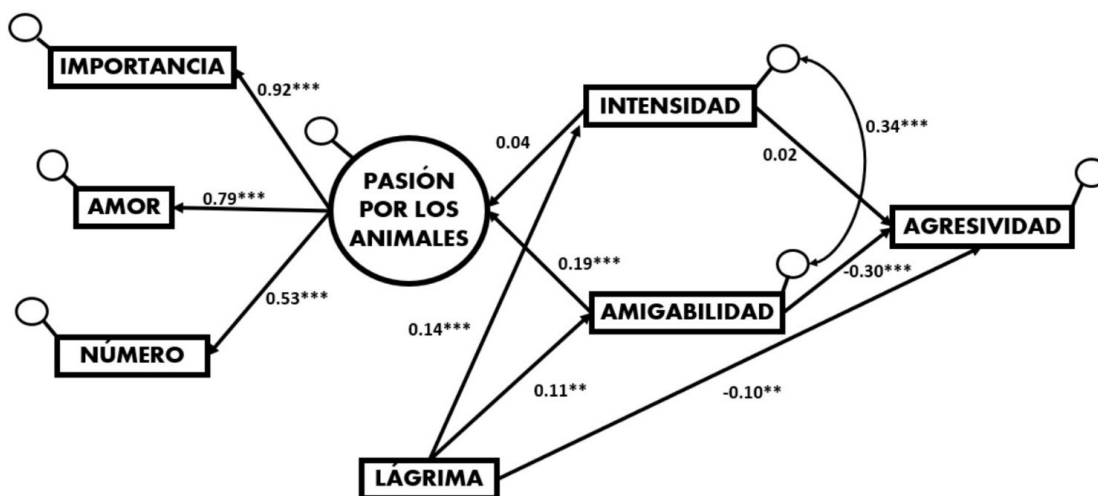 IMPORTANCIA
INTENSIDAD
0.92***
0.34***
0.04
0.02
PASIÓN
POR LOS
ANIMALES
AMOR
0.79***
AGRESIVIDAD
0.19***
-0.30***
0.53***
AMIGABILIDAD
0.14***
NÚMERO
0.11**
-0.10**
LÁGRIMA